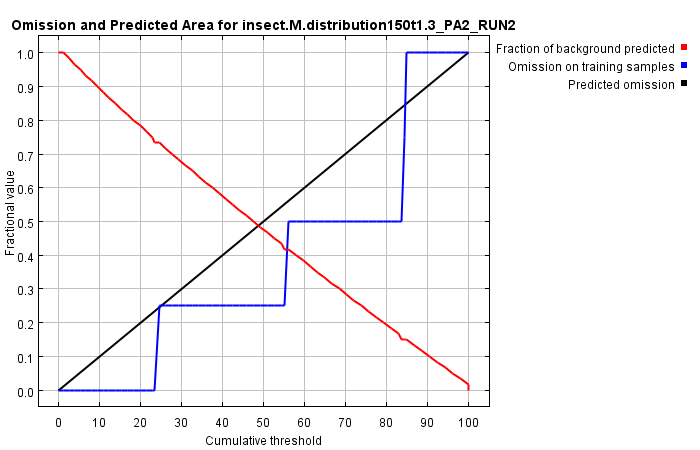 Omission and Predicted Area for insect.M.distribution150t1.3_PA2_RUN2
Fraction of background predicted
Omission on training samples
Predicted omission
Fractional value
1.0
0.9
0.8
0.7
0.6
0.5
0.4
0.3
0.2
0.1
0.0
0 10 20 30 40 50 60 70 80 90 100
Cumulative threshold